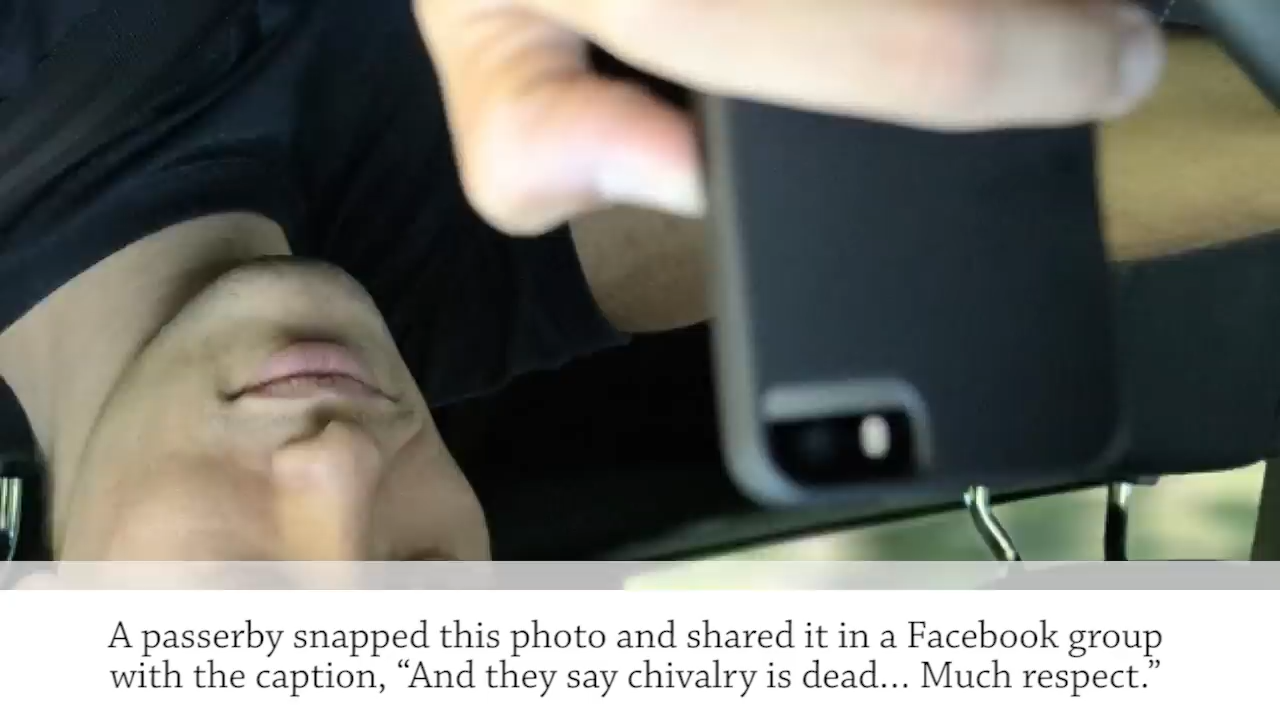 A passerby snapped this photo and shared it in a Facebook group
with the caption, “And they say chivalry is dead... Much respect.”